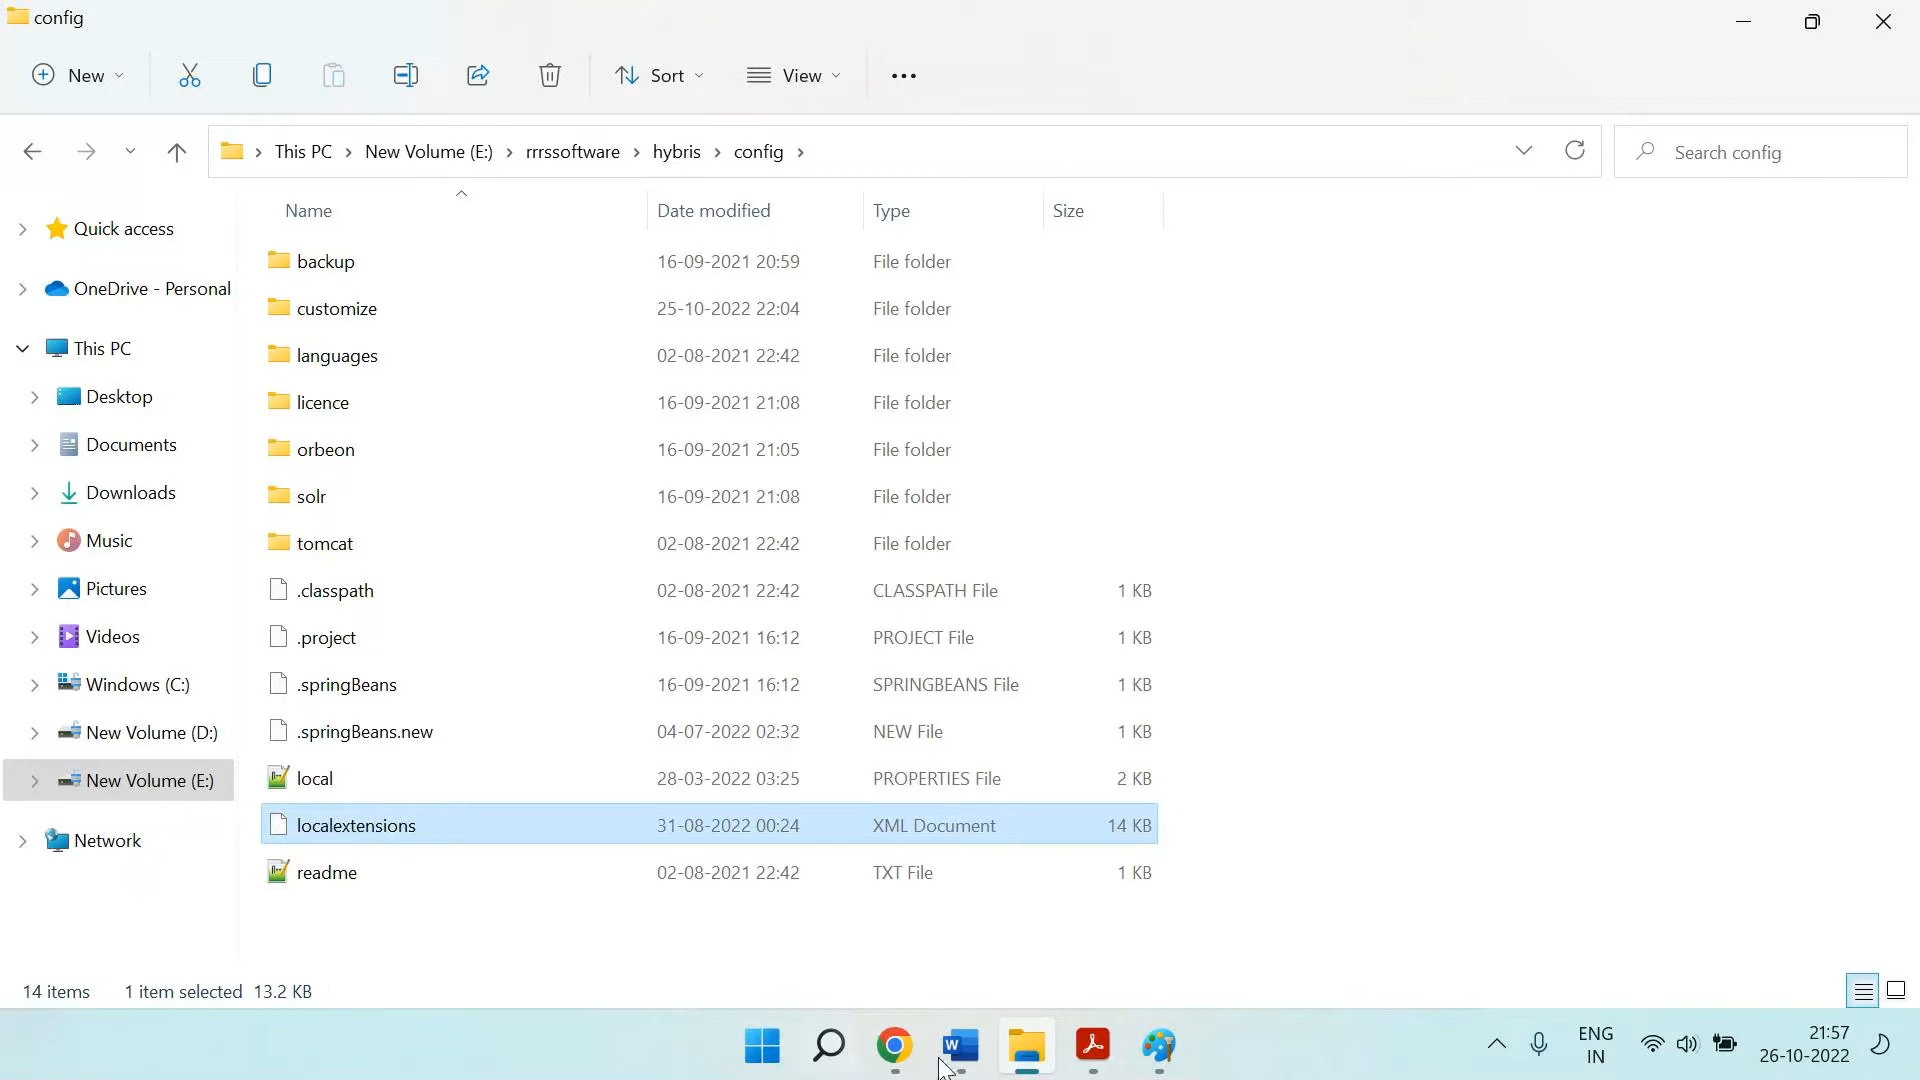 config
New
Sort
View
This PC
New Volume (E:)
rrrssoftware
hybris
config
Search config
Name
Date modified
Type
Size
Quick access
OneDrive - Personal
This PC
Desktop
Documents
Downloads
Music
Pictures
Videos
Windows (C:)
New Volume (D:)
New Volume (E:)
Network
backup 16-09-2021 20:59 File folder
customize 25-10-2022 22:04 File folder
languages 02-08-2021 22:42 File folder
licence 16-09-2021 21:08 File folder
orbeon 16-09-2021 21:05 File folder
solr 16-09-2021 21:08 File folder
tomcat 02-08-2021 22:42 File folder
.classpath 02-08-2021 22:42 CLASSPATH File 1 KB
.project 16-09-2021 16:12 PROJECT File 1 KB
.springBeans 16-09-2021 16:12 SPRINGBEANS File 1 KB
.springBeans.new 04-07-2022 02:32 NEW File 1 KB
local 28-03-2022 03:25 PROPERTIES File 2 KB
localextensions 31-08-2022 00:24 XML Document 14 KB
readme 02-08-2021 22:42 TXT File 1 KB
14 items 1 item selected 13.2 KB
W
ENG
IN
21:57
26-10-2022